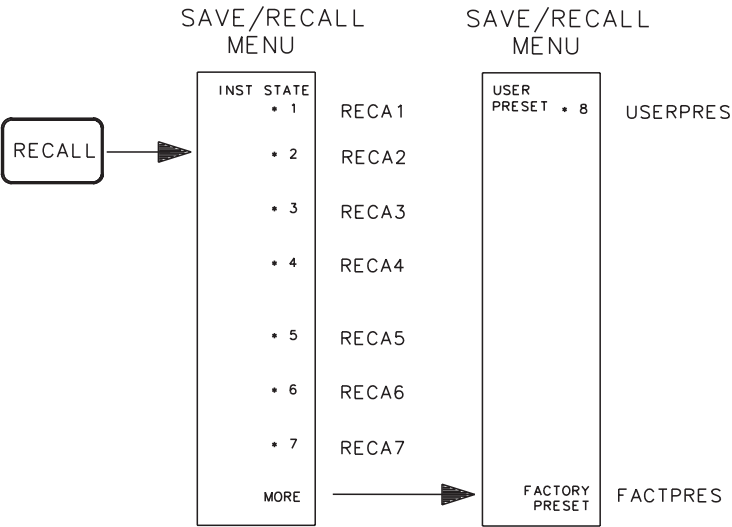 SAVE/RECALL
MENU
RECALL
INST STATE
* 1 RECA1
* 2 RECA2
* 3 RECA3
* 4 RECA4
* 5 RECA5
* 6 RECA6
* 7 RECA7
MORE
SAVE/RECALL
MENU
USER
PRESET * 8 USERPRES
FACTORY
PRESET FACTPRES